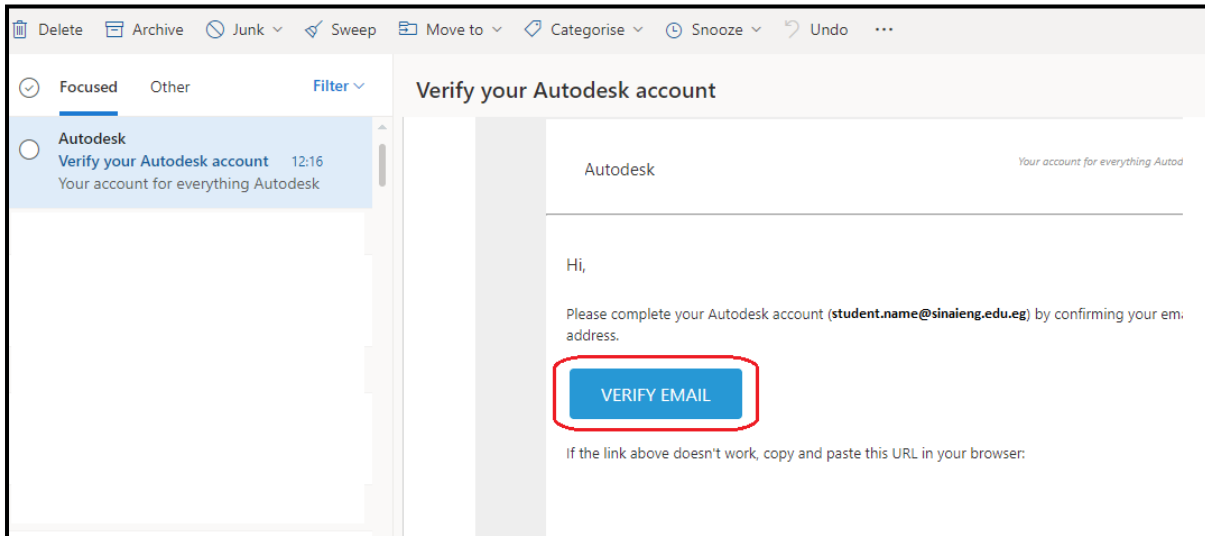 Delete Archive Junk Sweep Move to Categorise Snooze Undo ...
Focused Other Filter
Autodesk
Verify your Autodesk account 12:16
Your account for everything Autodesk
Verify your Autodesk account
Autodesk Your account for everything Autod
Hi,
Please complete your Autodesk account (student.name@sinaieng.edu.eg) by confirming your ema
address.
VERIFY EMAIL
If the link above doesn't work, copy and paste this URL in your browser: